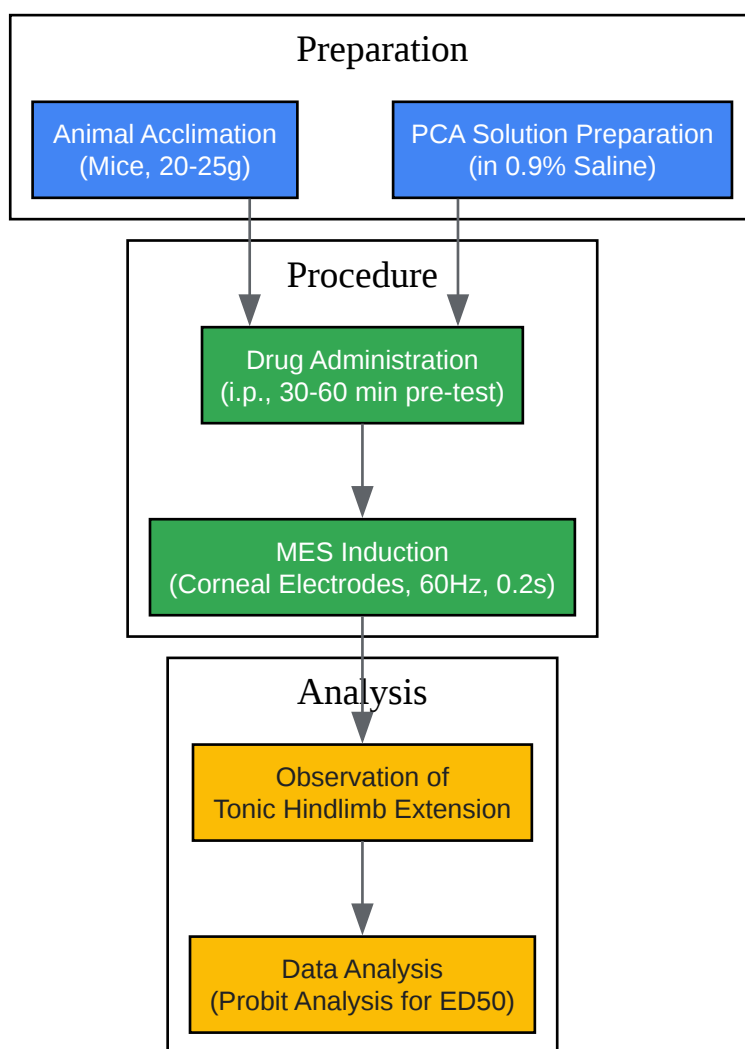 Preparation
Animal Acclimation
(Mice, 20-25g)
PCA Solution Preparation
(in 0.9% Saline)
Procedure
Drug Administration
(i.p., 30-60 min pre-test)
MES Induction
(Corneal Electrodes, 60Hz, 0.2s)
Analysis
Observation of
Tonic Hindlimb Extension
Data Analysis
(Probit Analysis for ED50)